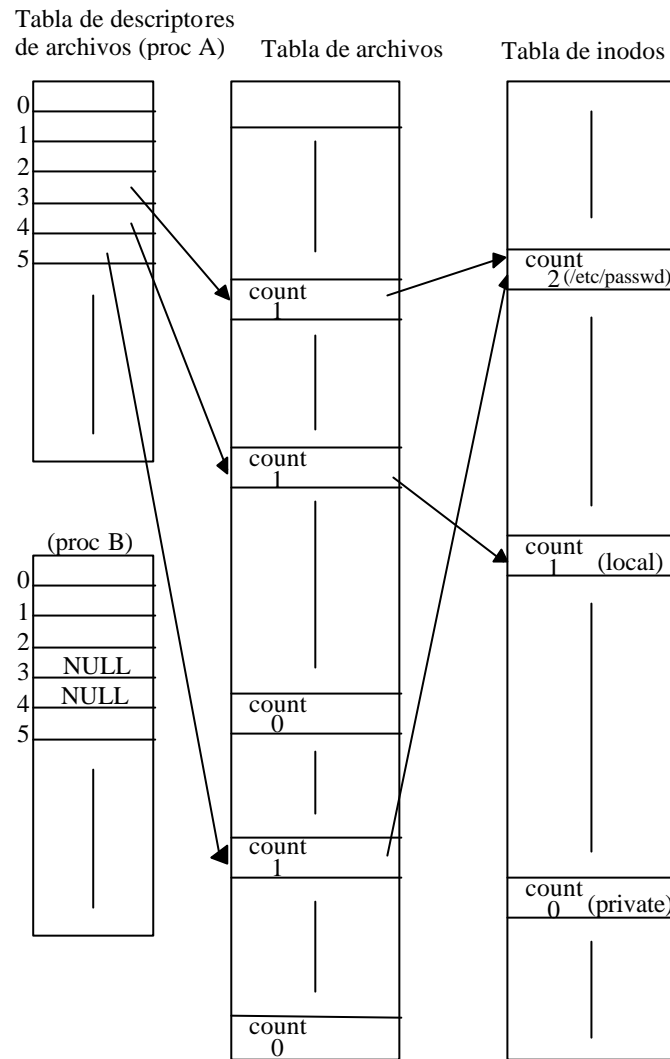 Tabla de descriptores
de archivos (proc A)
0
1
2
3
4
5
(proc B)
0
1
2
3 NULL
4 NULL
5
Tabla de archivos
count
1
count
1
count
0
count
1
count
0
Tabla de inodos
count
2 (/etc/passwd)
count
1 (local)
count
0 (private)